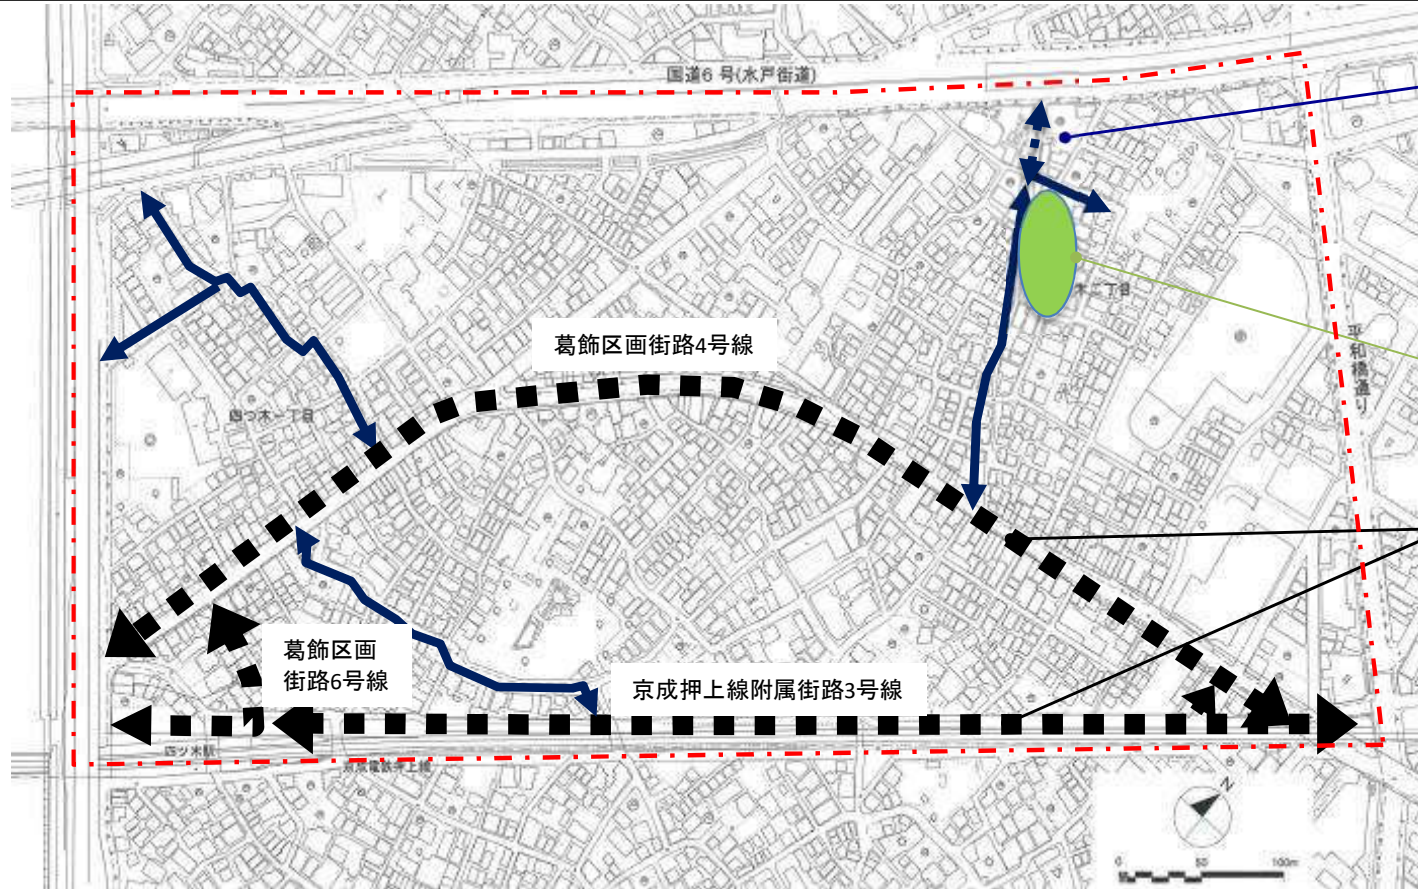 国道6号(水戸街道)
木二丁目
葛飾区画街路4号線
平和橋通り
四つ木一丁目
葛飾区画
街路6号線
京成押上線附属街路3号線
四ツ木駅
京成電鉄押上線
N
0 50 100m